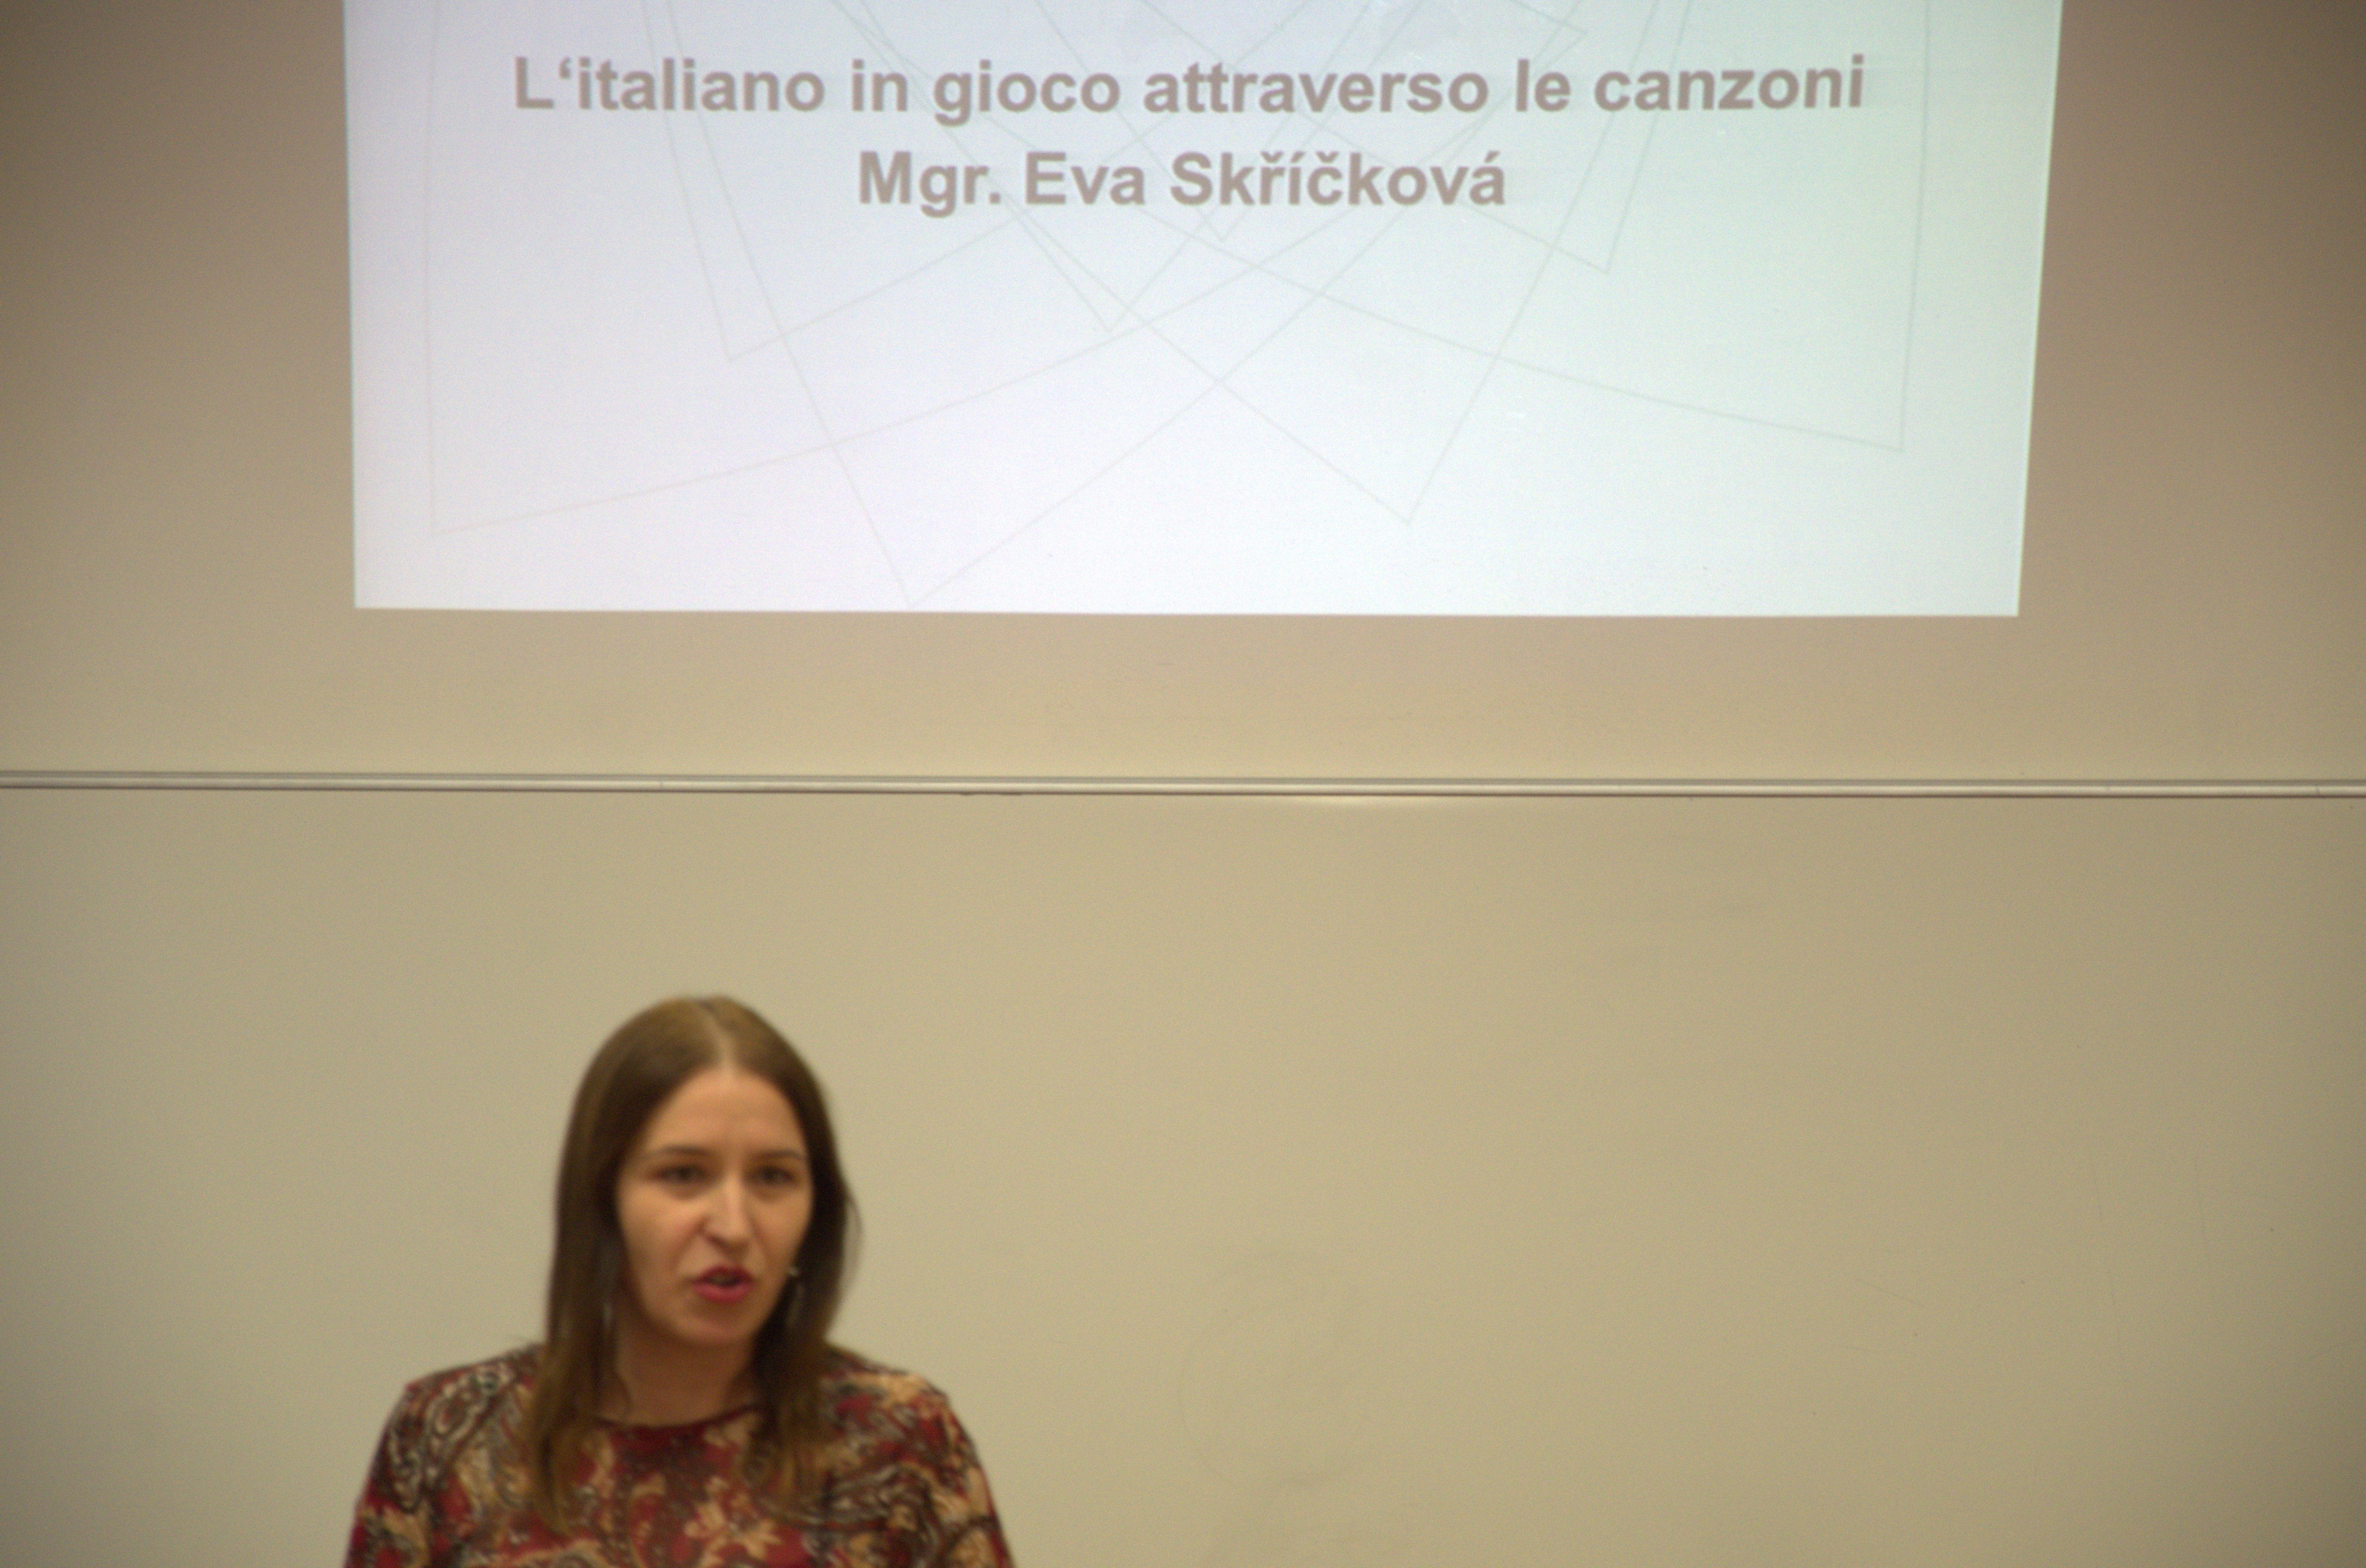 L‘italiano in gioco attraverso le canzoni
Mgr. Eva Skříčková